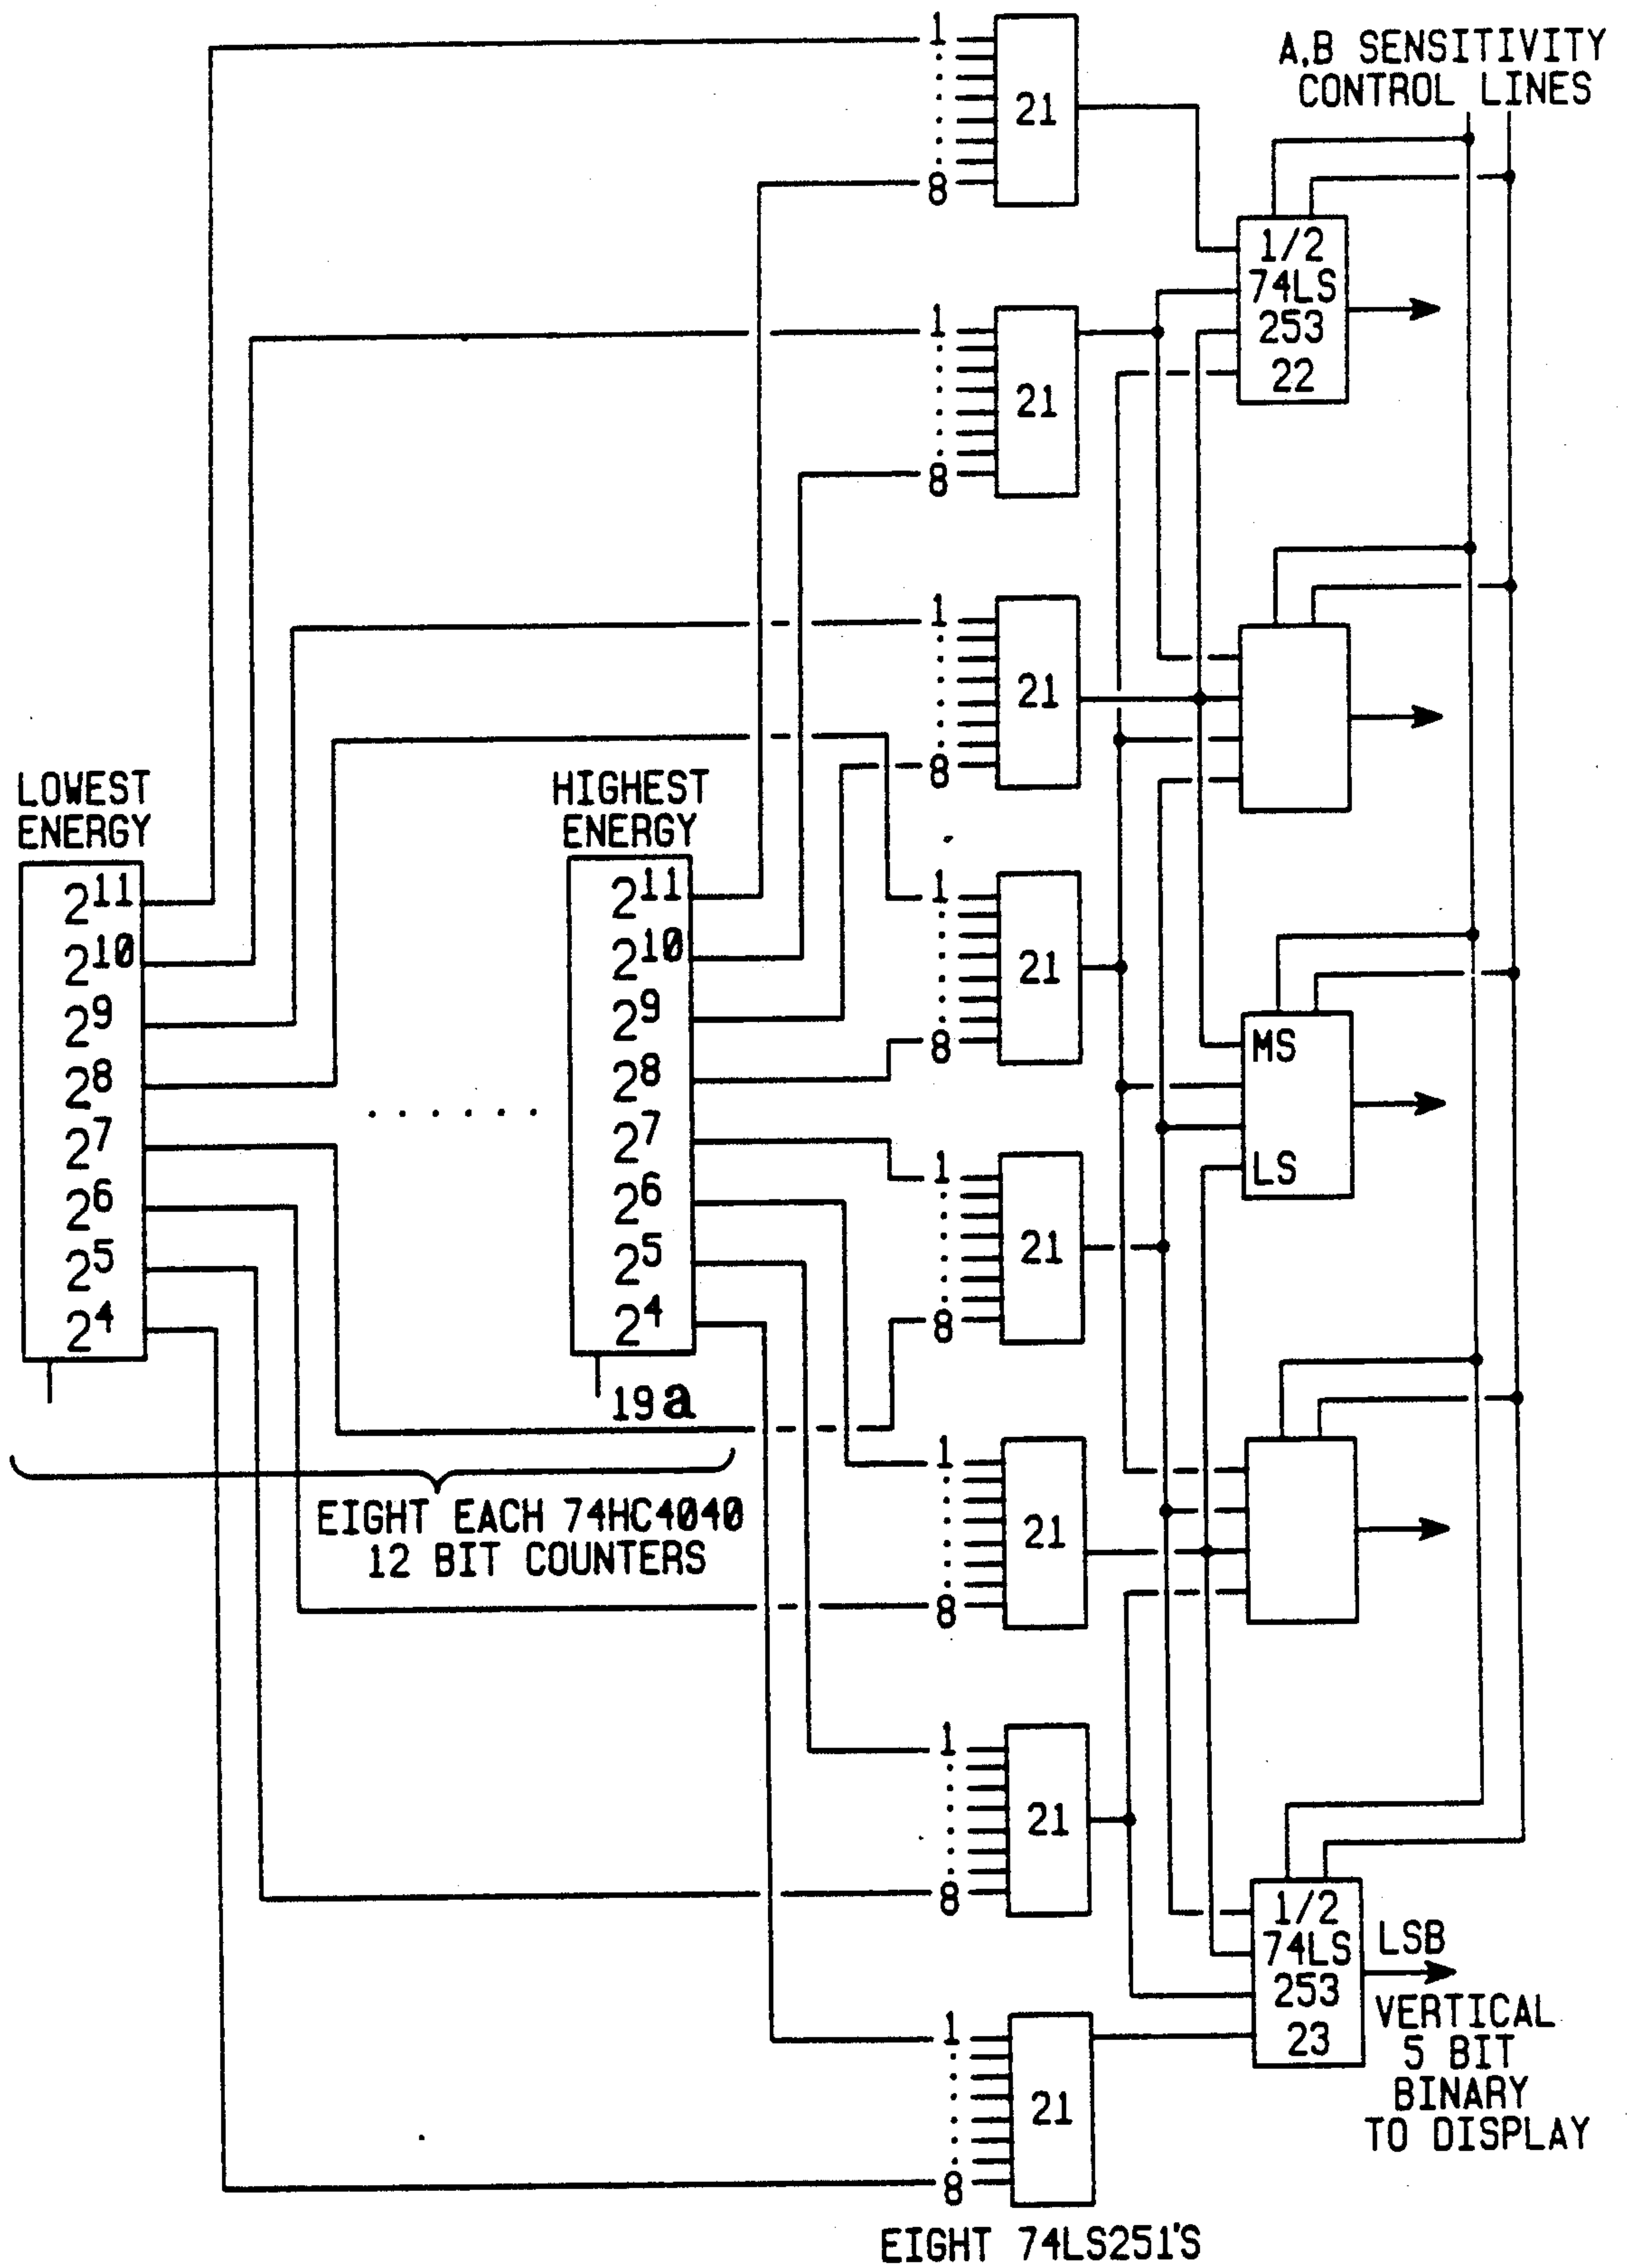 A,B SENSITIVITY
CONTROL LINES
1
21
8
1/2
74LS
253
22
1
21
8
1
21
8
LOWEST
ENERGY
2¹¹
2¹⁰
2⁹
2⁸
2⁷
2⁶
2⁵
2⁴
HIGHEST
ENERGY
2¹¹
2¹⁰
2⁹
2⁸
2⁷
2⁶
2⁵
2⁴
19a
EIGHT EACH 74HC4040
12 BIT COUNTERS
1
21
8
MS
LS
1
21
8
1
21
8
1
21
8
1/2
74LS
253
23
LSB
VERTICAL
5 BIT
BINARY
TO DISPLAY
1
21
8
EIGHT 74LS251'S